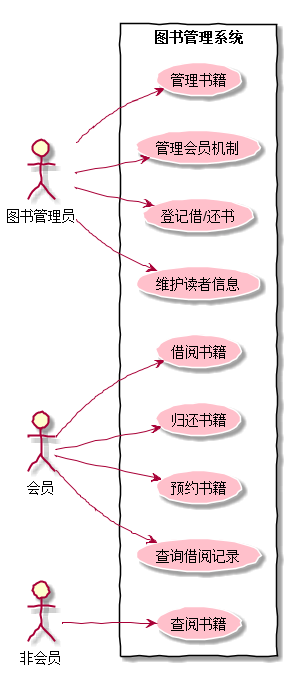 图书管理系统
管理书籍
管理会员机制
图书管理员
登记借/还书
维护读者信息
借阅书籍
归还书籍
会员
预约书籍
查询借阅记录
查阅书籍
非会员